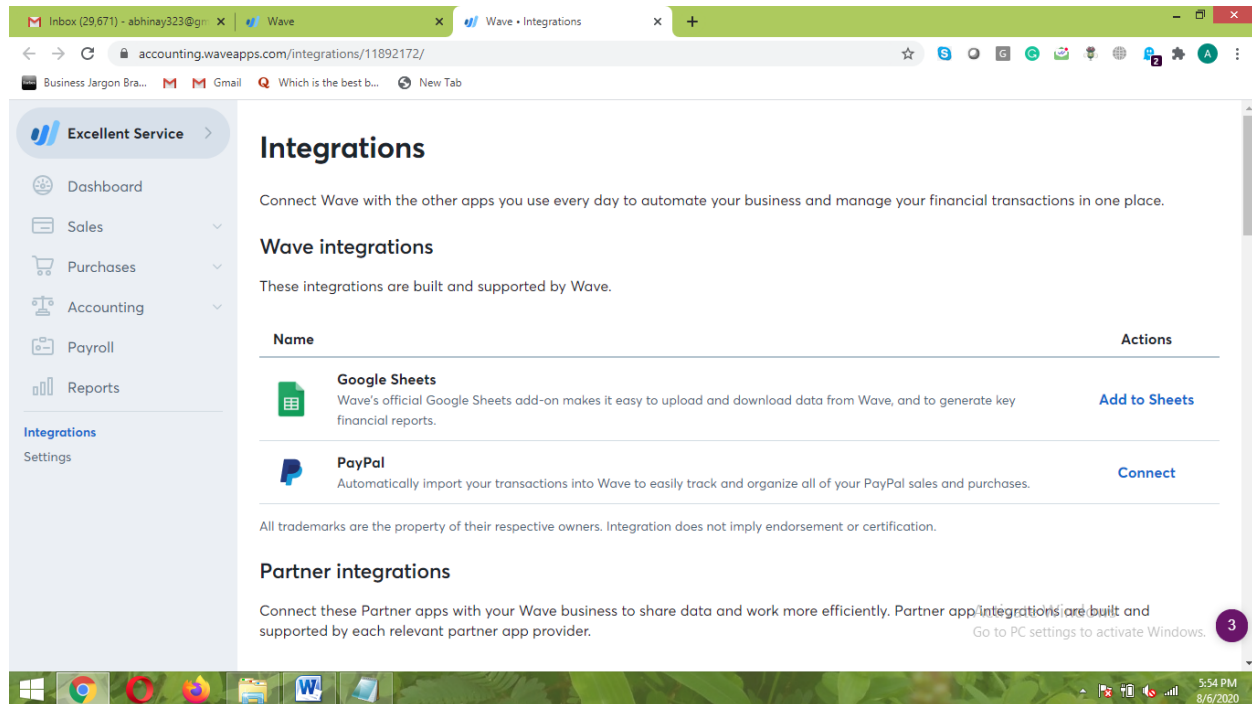 Inbox (29,671) - abhinay323@gm
Wave
Wave • Integrations
accounting.waveapps.com/integrations/11892172/
S
G
G
2
A
Business Jargon Bra...
Gmail
Q Which is the best b...
New Tab
Excellent Service
Dashboard
Sales
Purchases
Accounting
Payroll
Reports
Integrations
Settings
Integrations
Connect Wave with the other apps you use every day to automate your business and manage your financial transactions in one place.
Wave integrations
These integrations are built and supported by Wave.
Name Actions
Google Sheets
Wave's official Google Sheets add-on makes it easy to upload and download data from Wave, and to generate key
financial reports.
Add to Sheets
PayPal
Automatically import your transactions into Wave to easily track and organize all of your PayPal sales and purchases.
Connect
All trademarks are the property of their respective owners. Integration does not imply endorsement or certification.
Partner integrations
Connect these Partner apps with your Wave business to share data and work more efficiently. Partner app integrations are built and
supported by each relevant partner app provider.
Activate Windows
Go to PC settings to activate Windows.
3
W
5:54 PM
8/6/2020